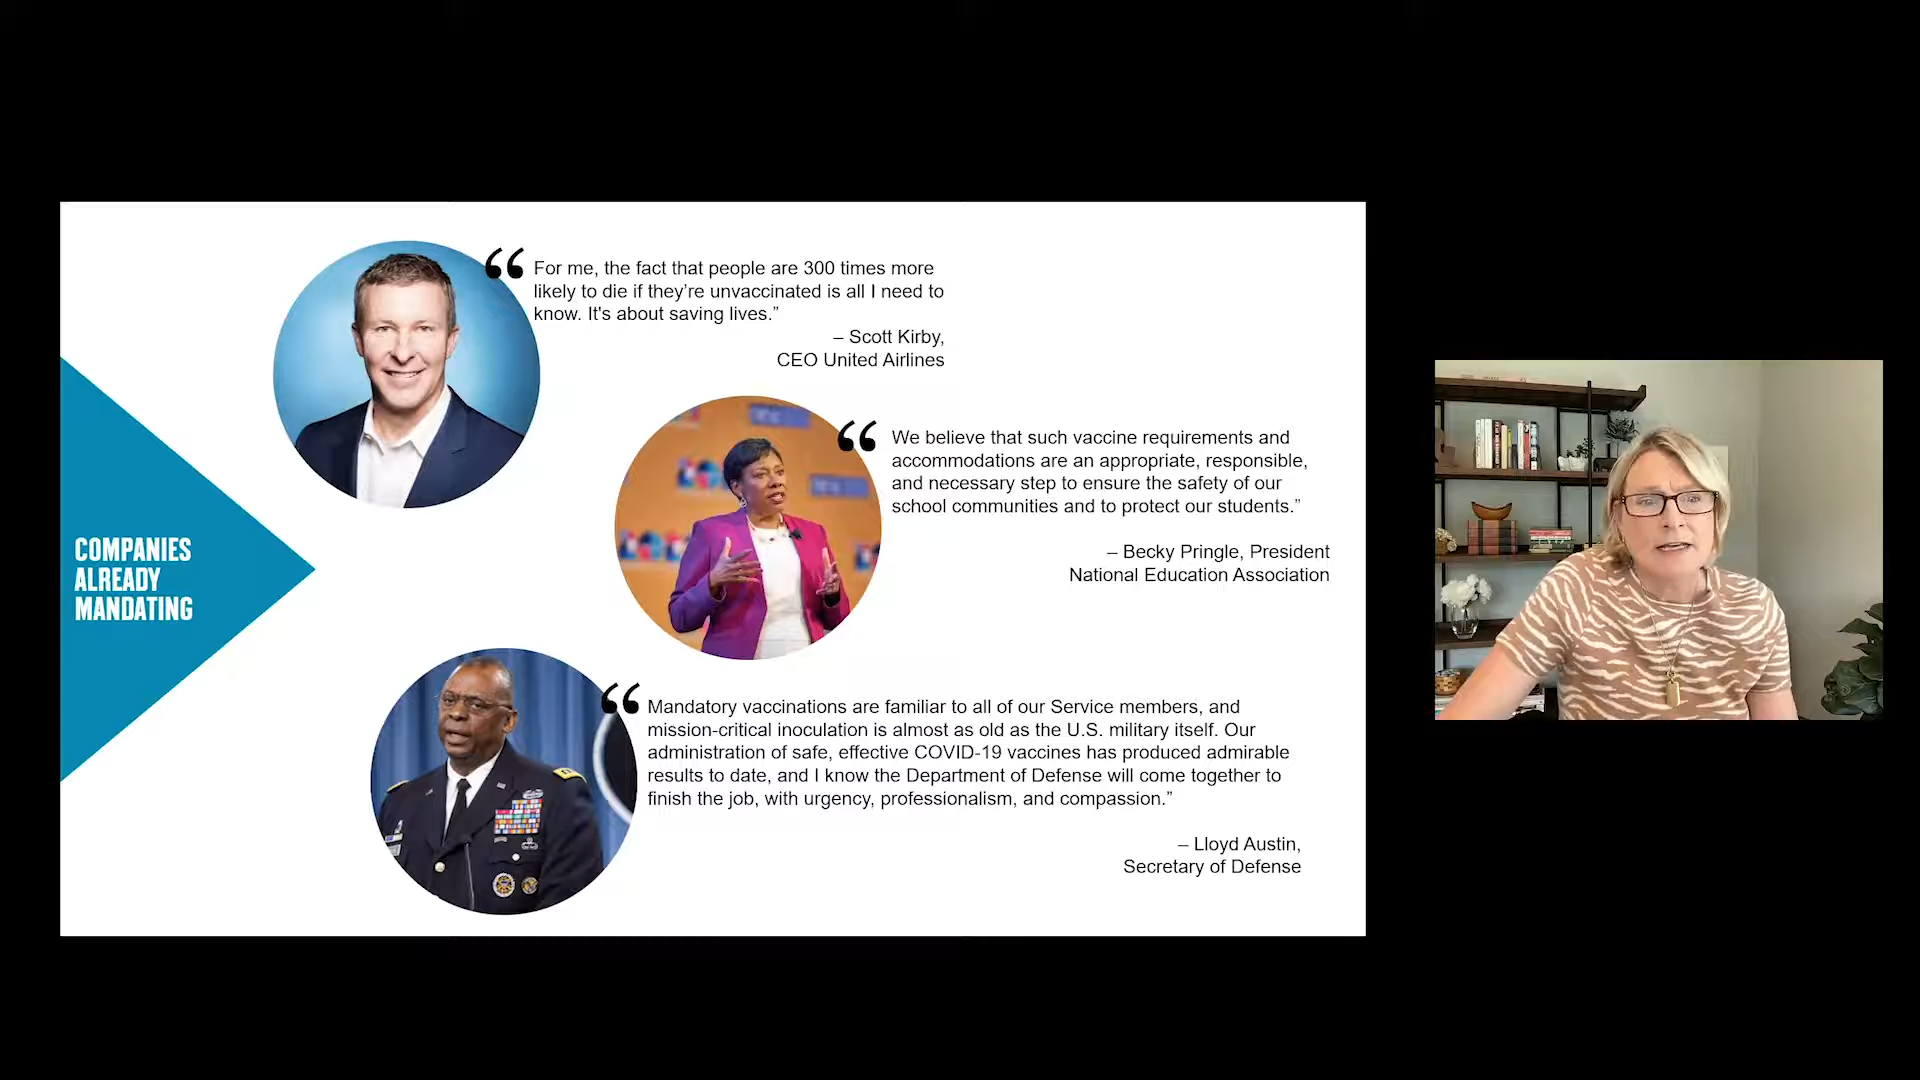 COMPANIES
ALREADY
MANDATING
“ For me, the fact that people are 300 times more
likely to die if they’re unvaccinated is all I need to
know. It's about saving lives.”
– Scott Kirby,
CEO United Airlines
“ We believe that such vaccine requirements and
accommodations are an appropriate, responsible,
and necessary step to ensure the safety of our
school communities and to protect our students.”
– Becky Pringle, President
National Education Association
“ Mandatory vaccinations are familiar to all of our Service members, and
mission-critical inoculation is almost as old as the U.S. military itself. Our
administration of safe, effective COVID-19 vaccines has produced admirable
results to date, and I know the Department of Defense will come together to
finish the job, with urgency, professionalism, and compassion.”
– Lloyd Austin,
Secretary of Defense